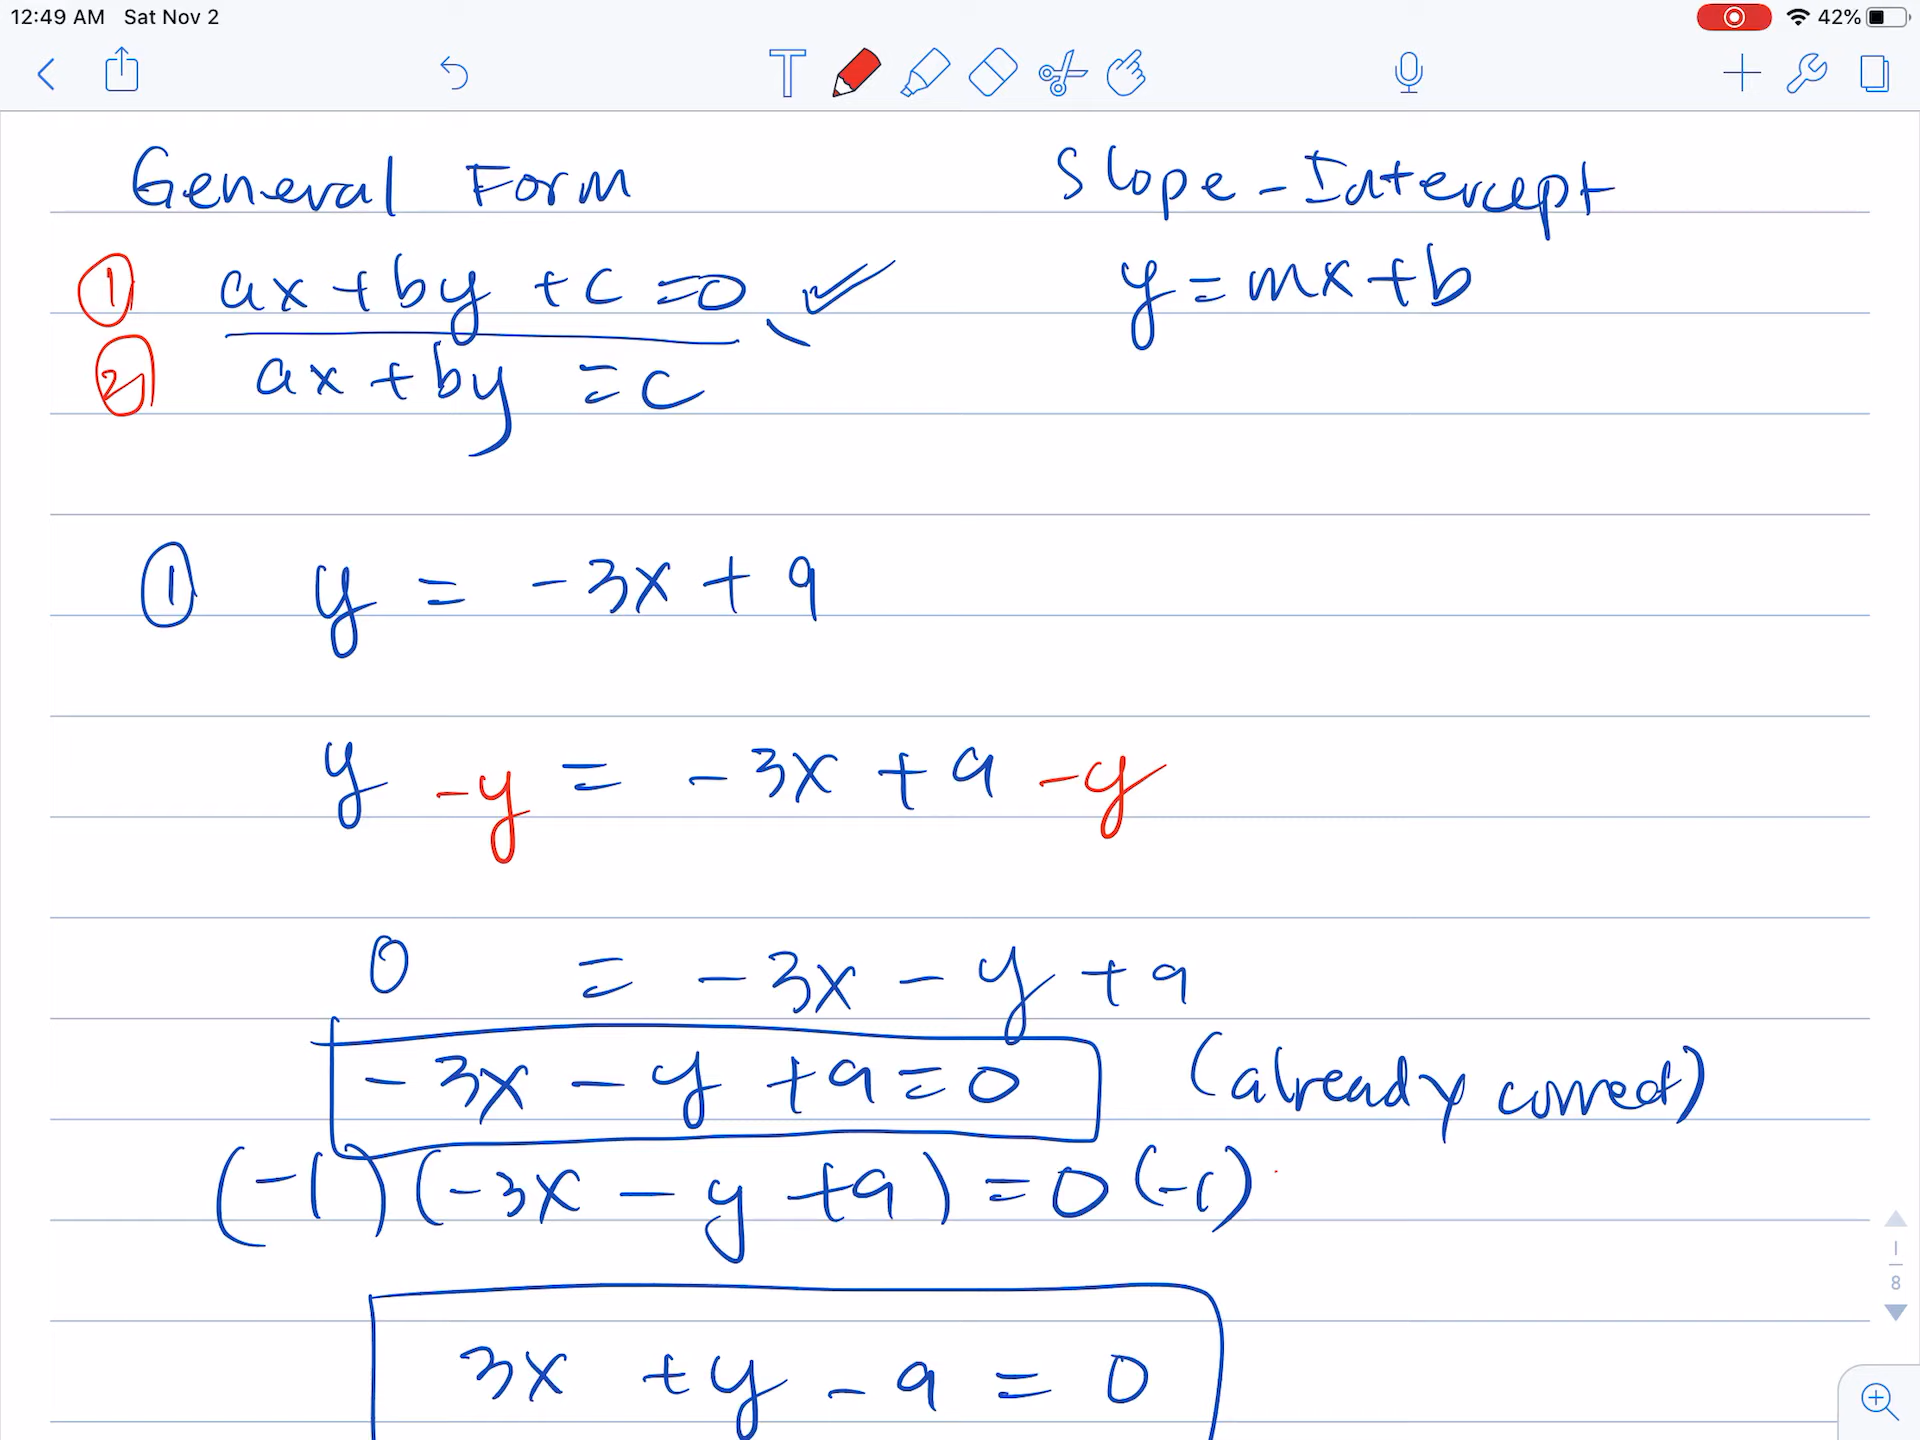 12:49 AM Sat Nov 2 42%
General Form Slope-Intercept
① ax+by+c=0 y=mx+b
② ax+by=c
① y = -3x + 9
y -y = -3x + 9 -y
0 = -3x - y + 9
-3x - y + 9 = 0 (already correct)
(-1)(-3x - y + 9) = 0(-1)
1
8
3x + y - 9 = 0